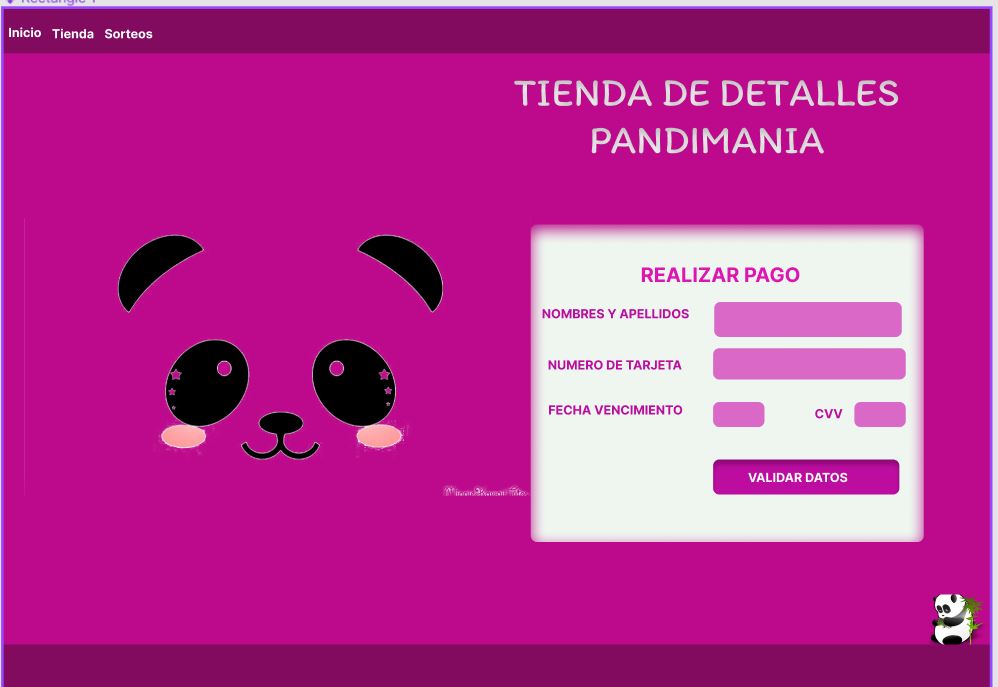 Rectangle 1
Inicio Tienda Sorteos
TIENDA DE DETALLES
PANDIMANIA
REALIZAR PAGO
NOMBRES Y APELLIDOS
NUMERO DE TARJETA
FECHA VENCIMIENTO CVV
VALIDAR DATOS